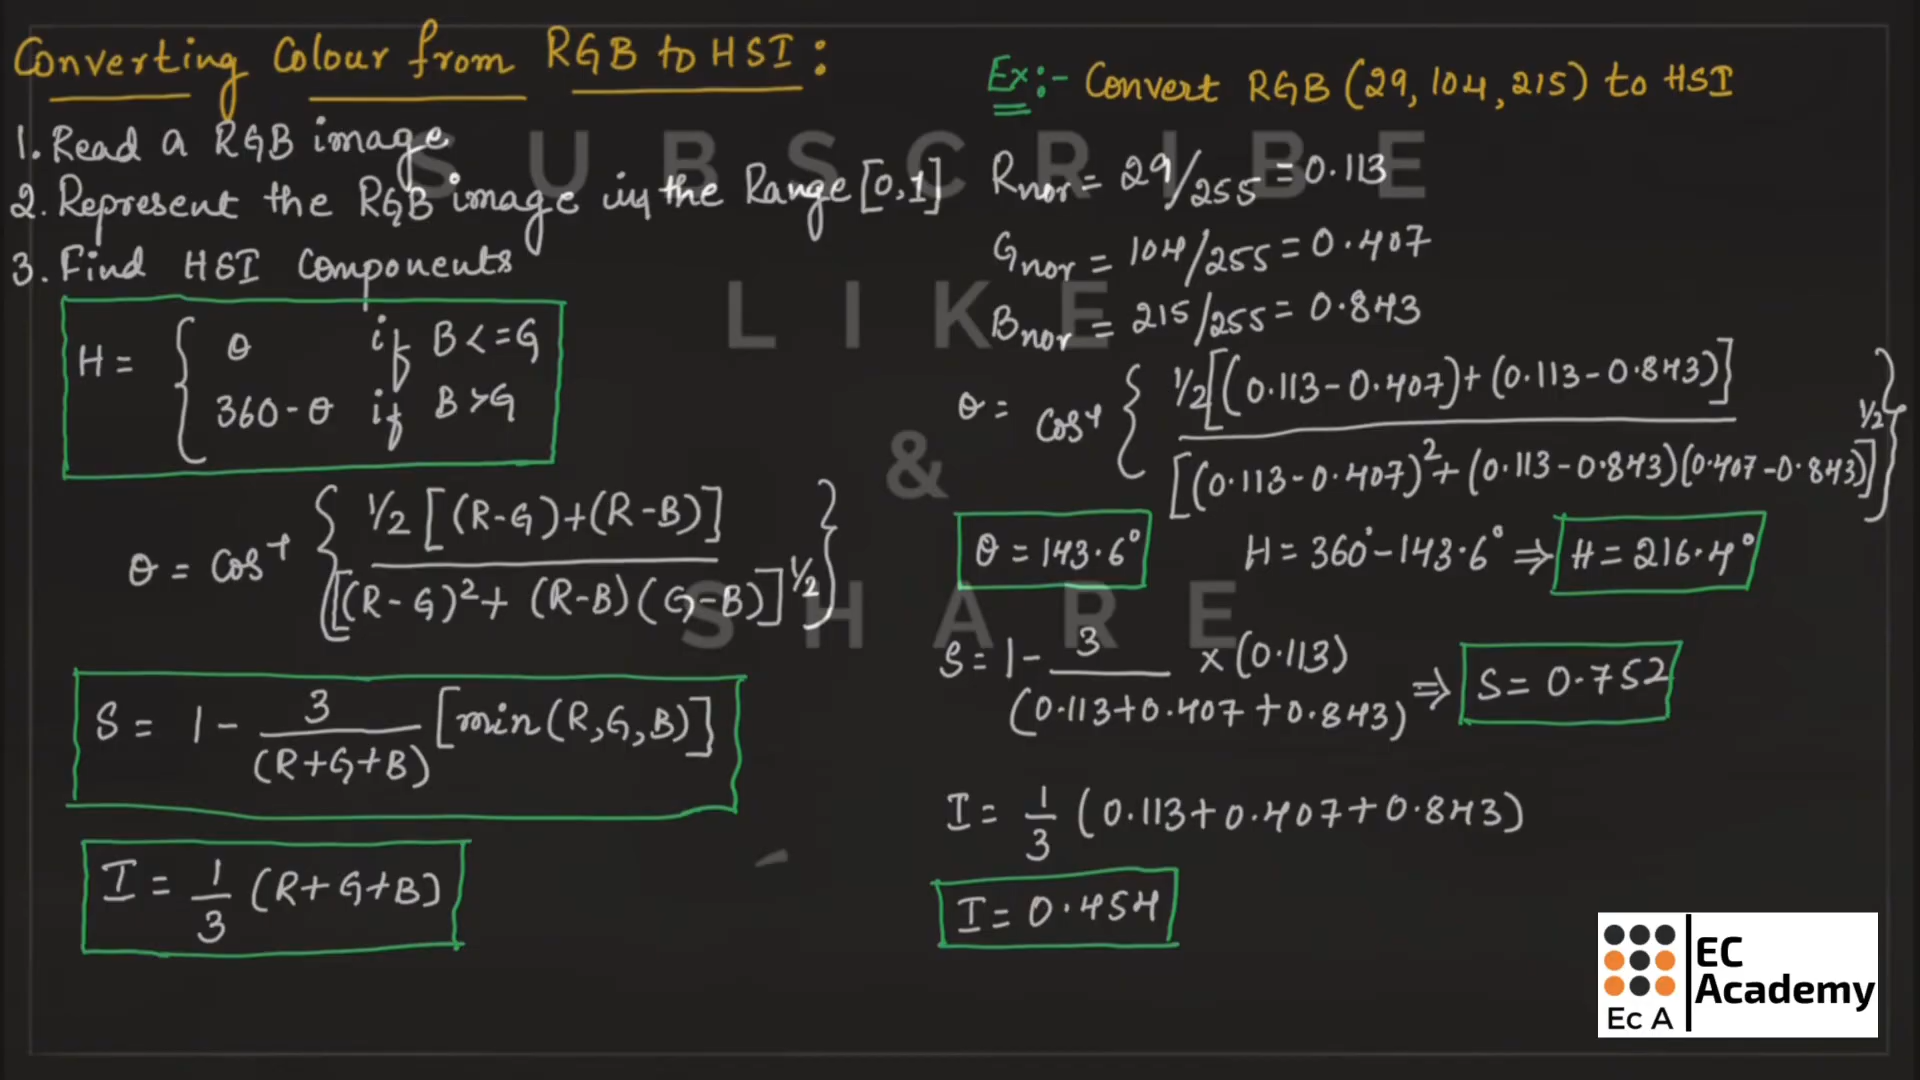 Converting Colour from RGB to HSI:
1. Read a RGB image
2. Represent the RGB image in the Range [0,1]
3. Find HSI Components
H = { θ if B <= G
360-θ if B > G
θ = cos⁻¹ { ½ [(R-G)+(R-B)] / [(R-G)²+ (R-B)(G-B)]^½ }
S = 1 - 3/(R+G+B) [min(R,G,B)]
I = 1/3 (R+G+B)
Ex:- Convert RGB (29, 104, 215) to HSI
Rnor = 29/255 = 0.113
Gnor = 104/255 = 0.407
Bnor = 215/255 = 0.843
θ = cos⁻¹ { ½[(0.113-0.407)+(0.113-0.843)] / [(0.113-0.407)²+(0.113-0.843)(0.407-0.843)]^½ }
θ = 143.6° H = 360°-143.6° ⇒ H = 216.4°
S = 1 - 3/(0.113+0.407+0.843) × (0.113) ⇒ S = 0.752
I = 1/3 (0.113+0.407+0.843)
I = 0.454
SUBSCRIBE
LIKE
&
SHARE
EC
Academy
Ec A